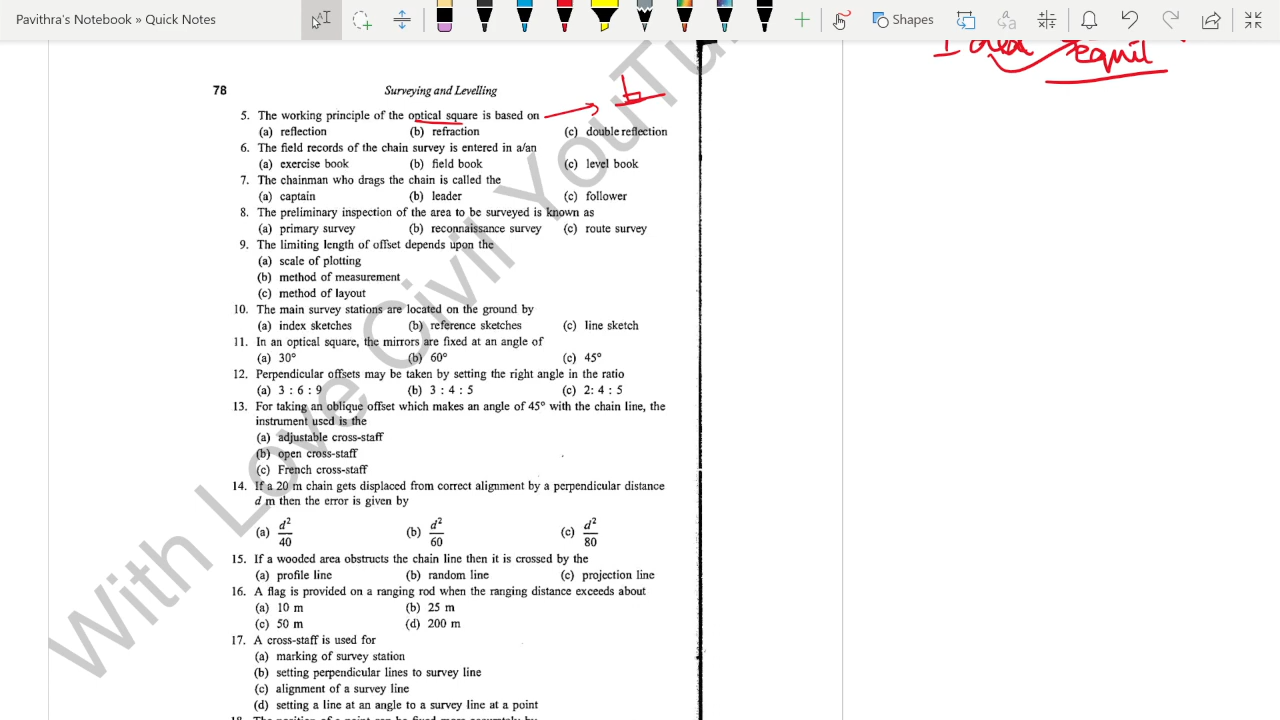 Pavithra's Notebook » Quick Notes
Shapes
78 Surveying and Levelling
5. The working principle of the optical square is based on
(a) reflection (b) refraction (c) double reflection
6. The field records of the chain survey is entered in a/an
(a) exercise book (b) field book (c) level book
7. The chainman who drags the chain is called the
(a) captain (b) leader (c) follower
8. The preliminary inspection of the area to be surveyed is known as
(a) primary survey (b) reconnaissance survey (c) route survey
9. The limiting length of offset depends upon the
(a) scale of plotting
(b) method of measurement
(c) method of layout
10. The main survey stations are located on the ground by
(a) index sketches (b) reference sketches (c) line sketch
11. In an optical square, the mirrors are fixed at an angle of
(a) 30° (b) 60° (c) 45°
12. Perpendicular offsets may be taken by setting the right angle in the ratio
(a) 3 : 6 : 9 (b) 3 : 4 : 5 (c) 2: 4 : 5
13. For taking an oblique offset which makes an angle of 45° with the chain line, the
instrument used is the
(a) adjustable cross-staff
(b) open cross-staff
(c) French cross-staff
14. If a 20 m chain gets displaced from correct alignment by a perpendicular distance
d m then the error is given by
(a) d²/40 (b) d²/60 (c) d²/80
15. If a wooded area obstructs the chain line then it is crossed by the
(a) profile line (b) random line (c) projection line
16. A flag is provided on a ranging rod when the ranging distance exceeds about
(a) 10 m (b) 25 m
(c) 50 m (d) 200 m
17. A cross-staff is used for
(a) marking of survey station
(b) setting perpendicular lines to survey line
(c) alignment of a survey line
(d) setting a line at an angle to a survey line at a point
18. The position of a point can be fixed more accurately by
With Love Civil YouTu